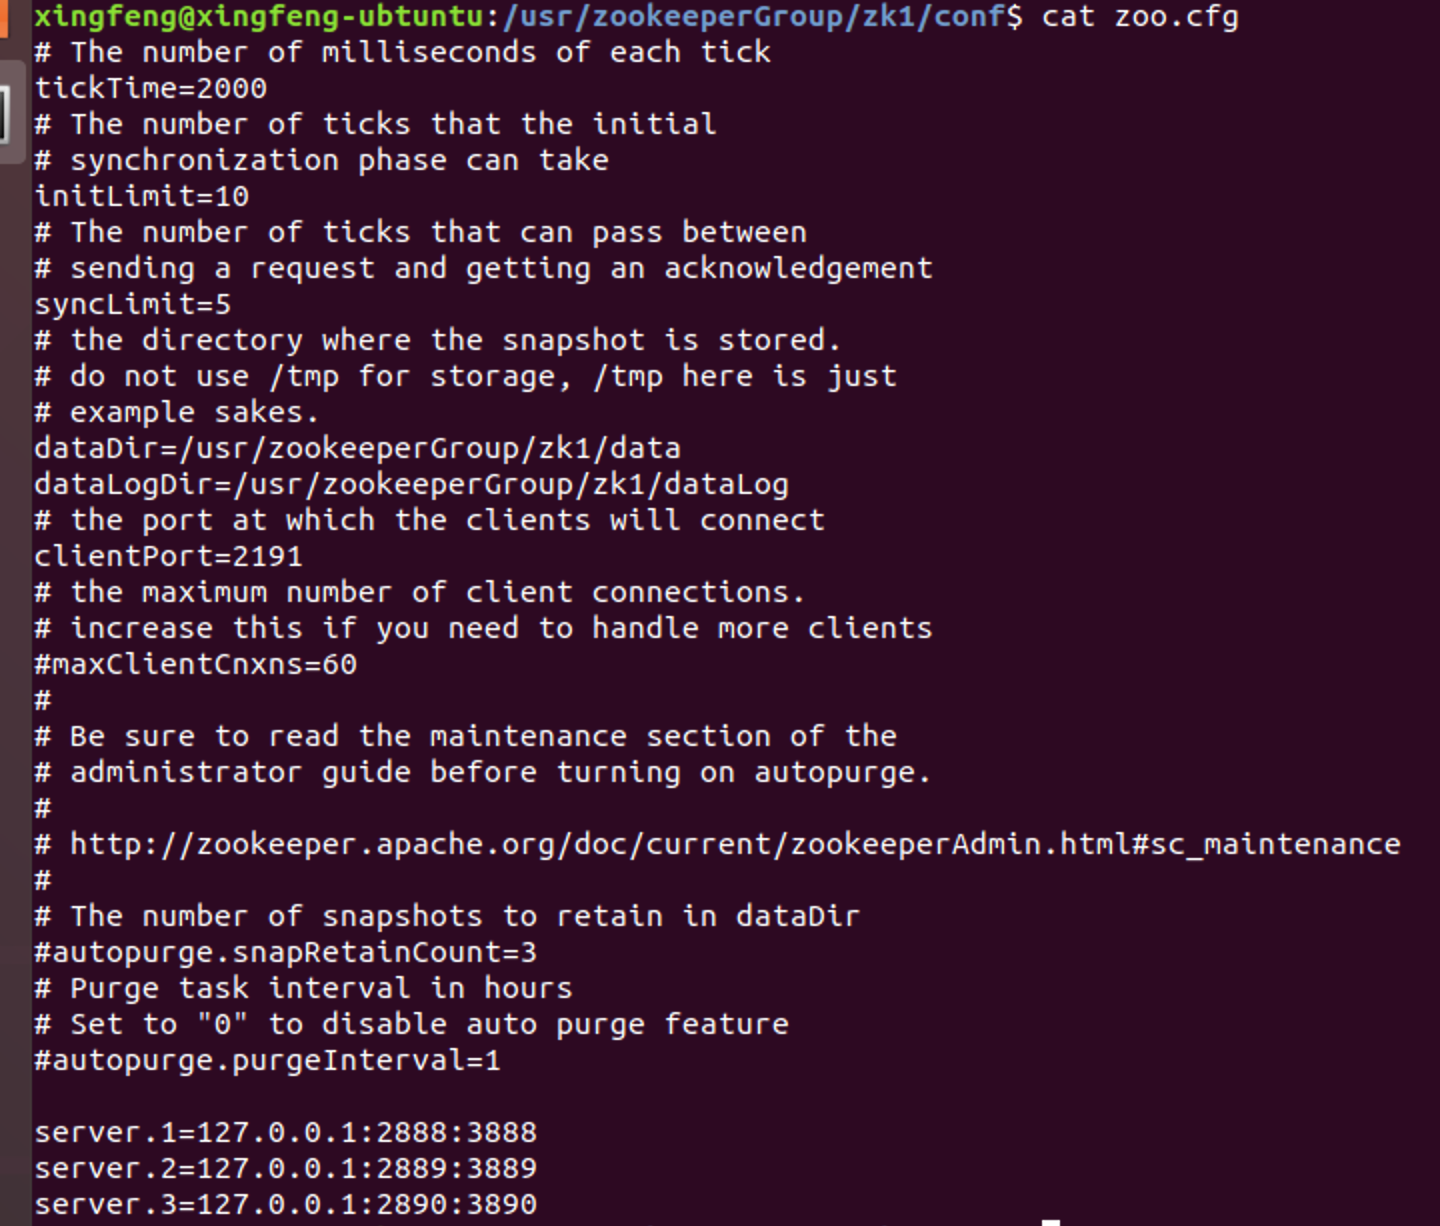 xingfeng@xingfeng-ubtuntu:/usr/zookeeperGroup/zk1/conf$ cat zoo.cfg
# The number of milliseconds of each tick
tickTime=2000
# The number of ticks that the initial
# synchronization phase can take
initLimit=10
# The number of ticks that can pass between
# sending a request and getting an acknowledgement
syncLimit=5
# the directory where the snapshot is stored.
# do not use /tmp for storage, /tmp here is just
# example sakes.
dataDir=/usr/zookeeperGroup/zk1/data
dataLogDir=/usr/zookeeperGroup/zk1/dataLog
# the port at which the clients will connect
clientPort=2191
# the maximum number of client connections.
# increase this if you need to handle more clients
#maxClientCnxns=60
#
# Be sure to read the maintenance section of the
# administrator guide before turning on autopurge.
#
# http://zookeeper.apache.org/doc/current/zookeeperAdmin.html#sc_maintenance
#
# The number of snapshots to retain in dataDir
#autopurge.snapRetainCount=3
# Purge task interval in hours
# Set to "0" to disable auto purge feature
#autopurge.purgeInterval=1
server.1=127.0.0.1:2888:3888
server.2=127.0.0.1:2889:3889
server.3=127.0.0.1:2890:3890